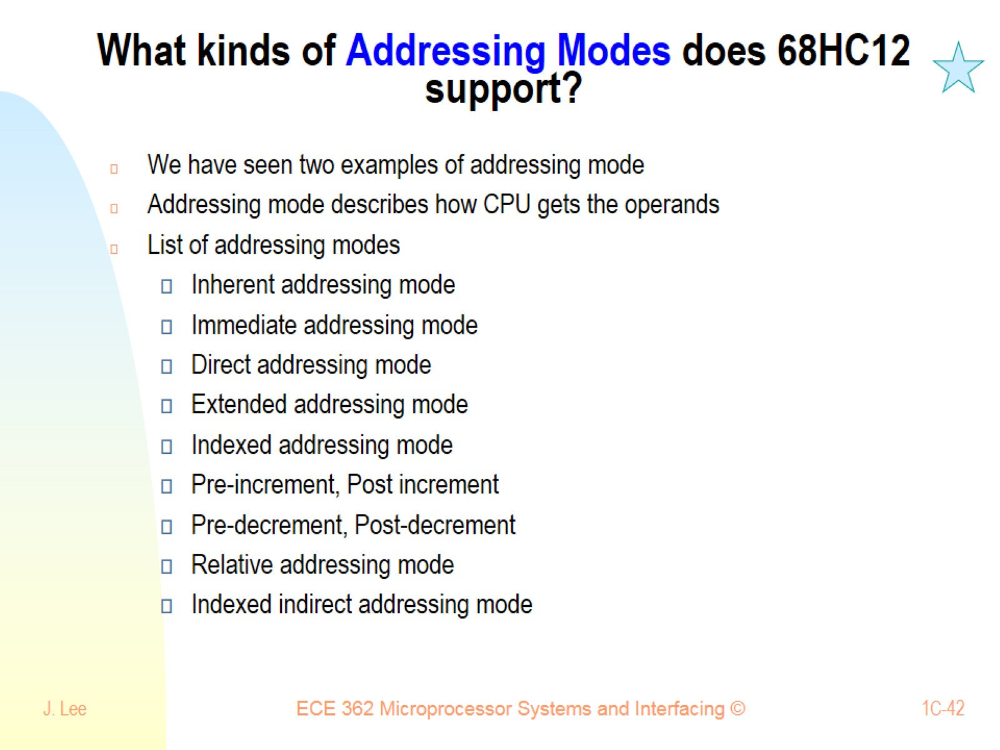 What kinds of Addressing Modes does 68HC12
support?
We have seen two examples of addressing mode
Addressing mode describes how CPU gets the operands
List of addressing modes
Inherent addressing mode
Immediate addressing mode
Direct addressing mode
Extended addressing mode
Indexed addressing mode
Pre-increment, Post increment
Pre-decrement, Post-decrement
Relative addressing mode
Indexed indirect addressing mode
J. Lee
ECE 362 Microprocessor Systems and Interfacing ©
1C-42